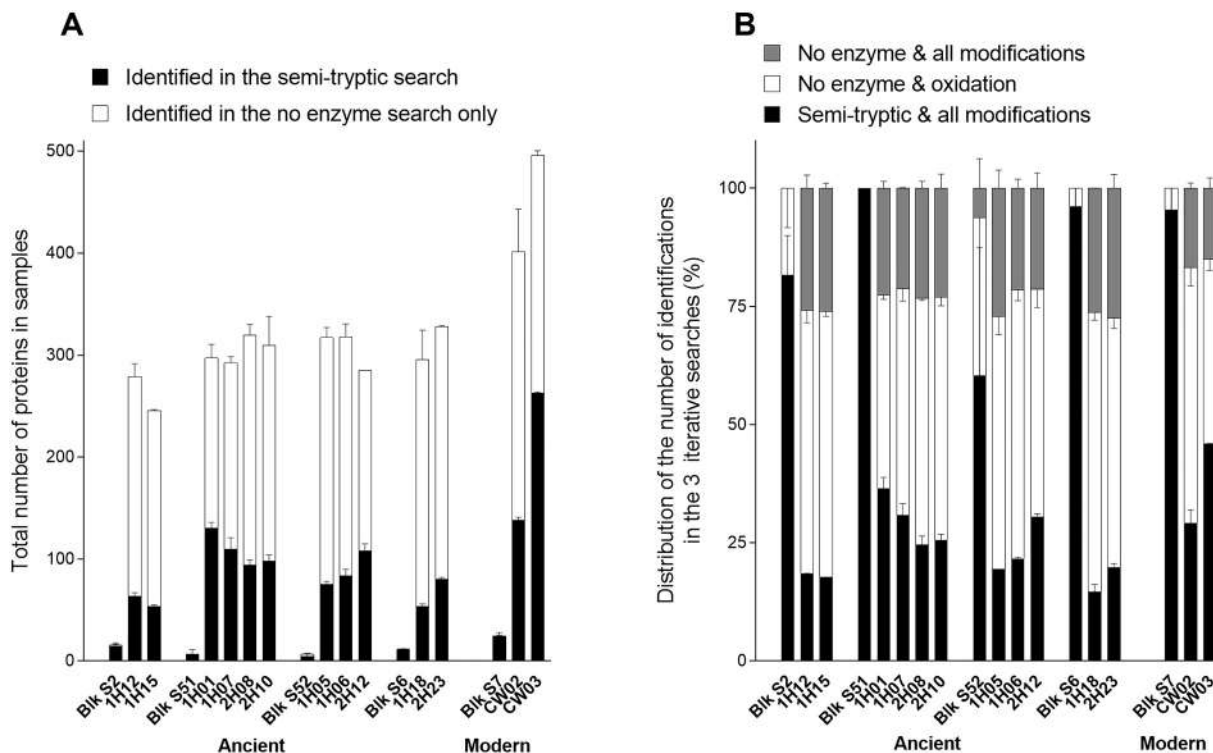 A
Identified in the semi-tryptic search
Identified in the no enzyme search only
Total number of proteins in samples
500
400
300
200
100
0
Blk S2
1H12
1H15
Blk S51
1H01
1H07
2H08
2H10
Blk S52
1H05
1H06
2H12
Blk S6
1H18
2H23
Blk S7
CW02
CW03
Ancient
Modern
B
No enzyme & all modifications
No enzyme & oxidation
Semi-tryptic & all modifications
Distribution of the number of identifications
in the 3 iterative searches (%)
100
75
50
25
0
Blk S2
1H12
1H15
Blk S51
1H01
1H07
2H08
2H10
Blk S52
1H05
1H06
2H12
Blk S6
1H18
2H23
Blk S7
CW02
CW03
Ancient
Modern